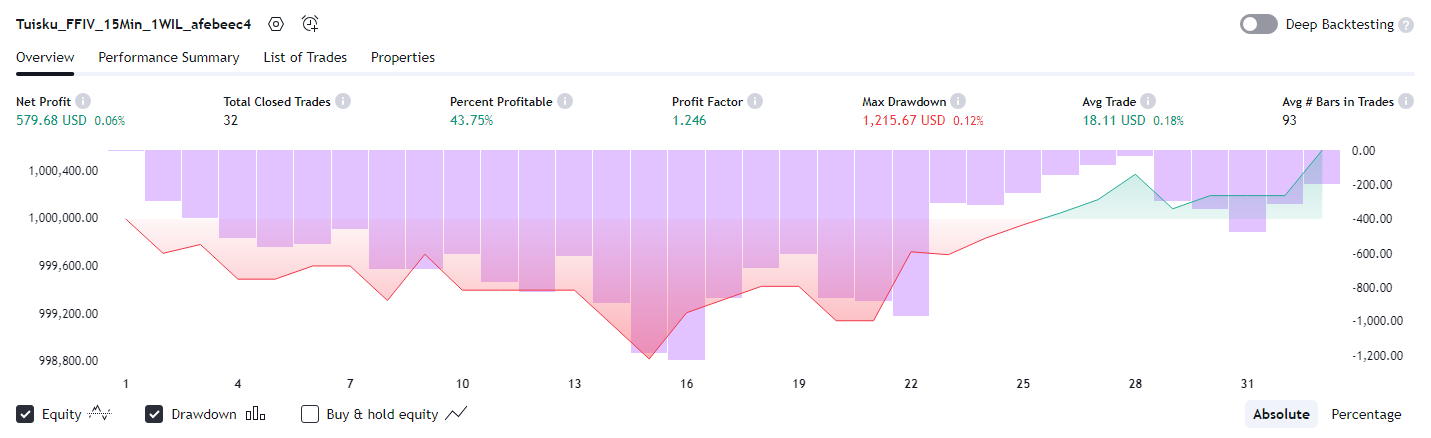 Tuisku_FFIV_15Min_1WIL_afebeec4 Deep Backtesting ?
Overview Performance Summary List of Trades Properties
Net Profit i Total Closed Trades i Percent Profitable i Profit Factor i Max Drawdown i Avg Trade i Avg # Bars in Trades i
579.68 USD 0.06% 32 43.75% 1.246 1,215.67 USD 0.12% 18.11 USD 0.18% 93
0.00
1,000,400.00 -200.00
1,000,000.00 -400.00
999,600.00 -600.00
-800.00
999,200.00 -1,000.00
998,800.00 -1,200.00
1 4 7 10 13 16 19 22 25 28 31
Equity Drawdown Buy & hold equity Absolute Percentage